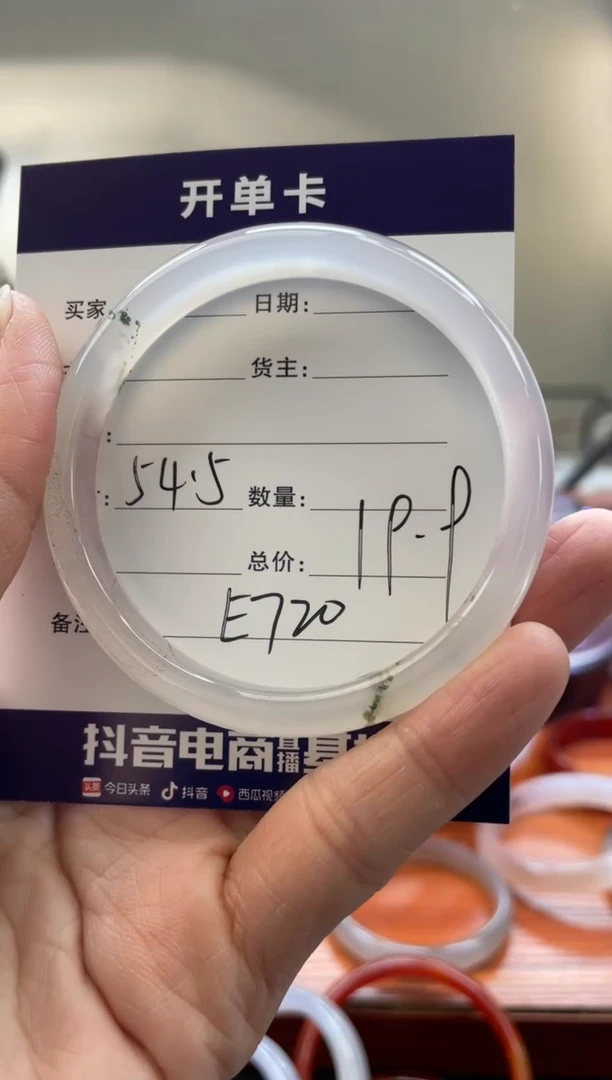 开单卡
买家 日期:
货主:
:
: 54.5 数量:
总价: 1P.P
备注 E720
抖音电商直播基
头条 今日头条 抖音 西瓜视频